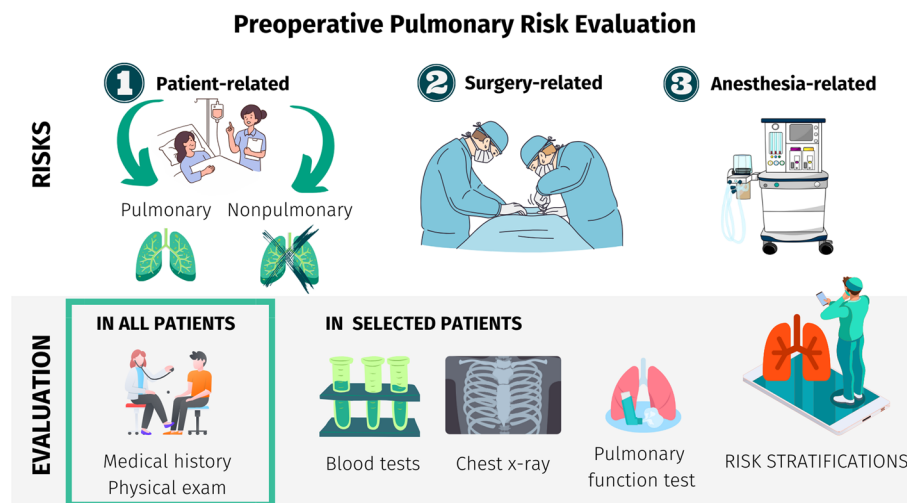 Preoperative Pulmonary Risk Evaluation
1 Patient-related
2 Surgery-related
3 Anesthesia-related
RISKS
Pulmonary
Nonpulmonary
EVALUATION
IN ALL PATIENTS
Medical history
Physical exam
IN SELECTED PATIENTS
Blood tests
Chest x-ray
Pulmonary
function test
RISK STRATIFICATIONS